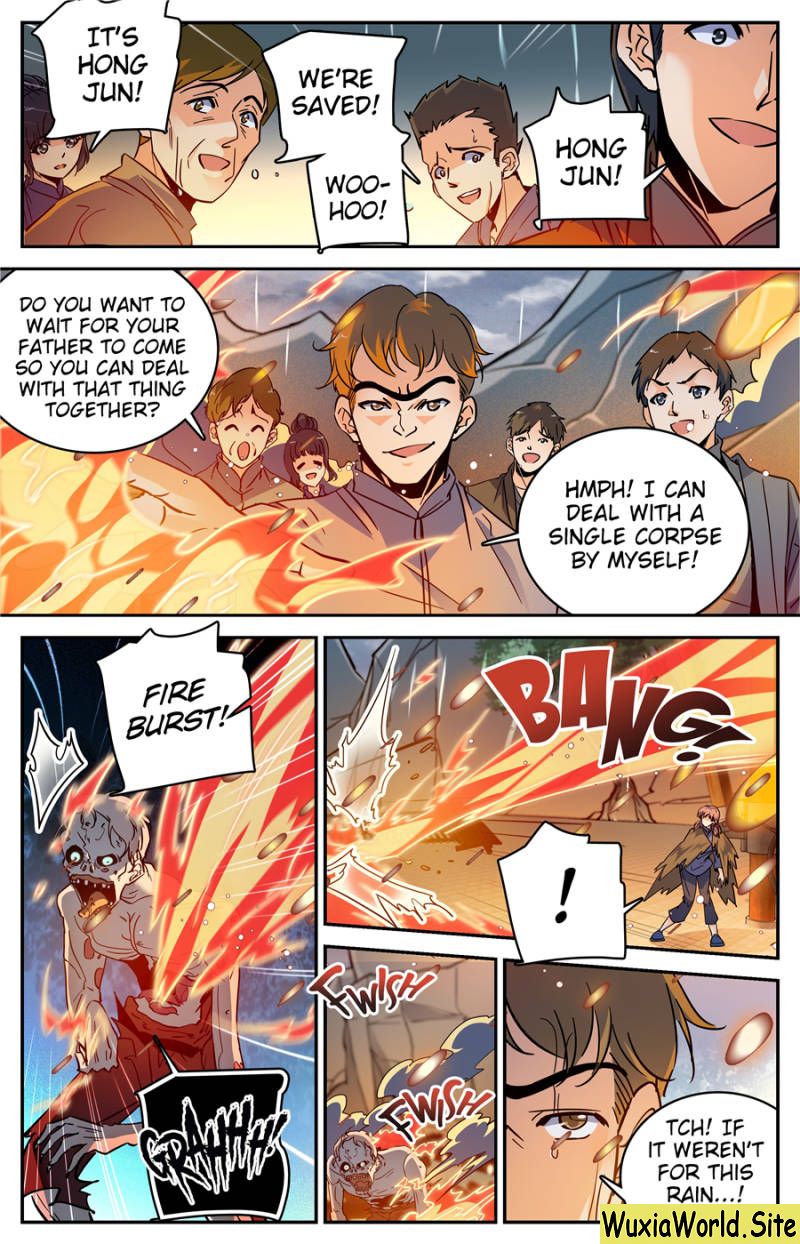 IT'S
HONG
JUN!
WE'RE
SAVED!
WOO-
HOO!
HONG
JUN!
DO YOU WANT TO
WAIT FOR YOUR
FATHER TO COME
SO YOU CAN DEAL
WITH THAT THING
TOGETHER?
HMPH! I CAN
DEAL WITH A
SINGLE CORPSE
BY MYSELF!
FIRE
BURST!
GRAHHH!
BANG
!
FWISH
FWISH
TCH! IF
IT WEREN'T
FOR THIS
RAIN...!
WuxiaWorld.Site